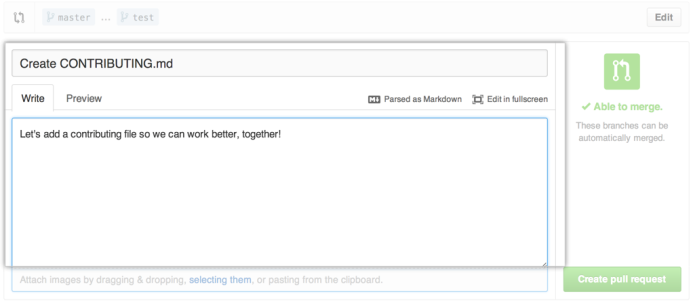 master ... test Edit
Create CONTRIBUTING.md
Write Preview Parsed as Markdown Edit in fullscreen
Let's add a contributing file so we can work better, together!
Able to merge.
These branches can be
automatically merged.
Attach images by dragging & dropping, selecting them, or pasting from the clipboard.
Create pull request